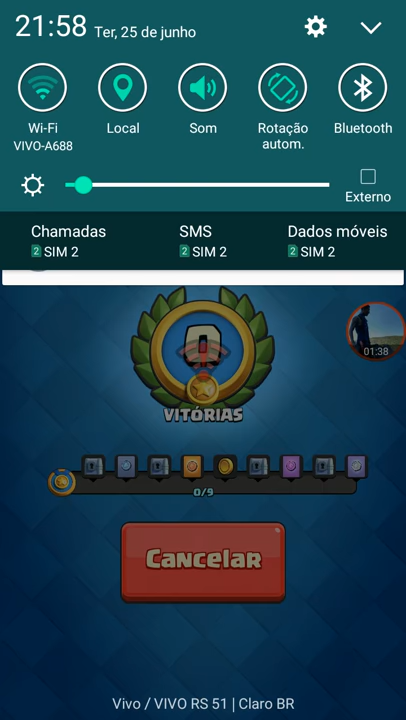 21:58 Ter, 25 de junho
Wi-Fi
VIVO-A688
Local
Som
Rotação
autom.
Bluetooth
Externo
Chamadas
2 SIM 2
SMS
2 SIM 2
Dados móveis
2 SIM 2
0
01:38
VITÓRIAS
0/9
Cancelar
Vivo / VIVO RS 51 | Claro BR